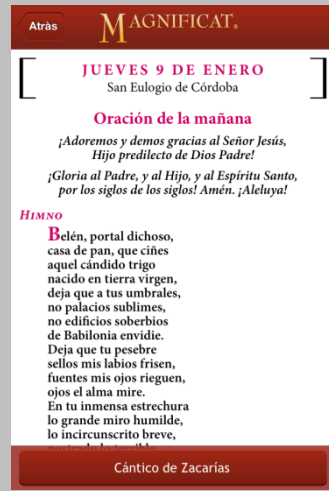 Atràs
MAGNIFICAT®
JUEVES 9 DE ENERO
San Eulogio de Córdoba
Oración de la mañana
¡Adoremos y demos gracias al Señor Jesús,
Hijo predilecto de Dios Padre!
¡Gloria al Padre, y al Hijo, y al Espíritu Santo,
por los siglos de los siglos! Amén. ¡Aleluya!
HIMNO
Belén, portal dichoso,
casa de pan, que ciñes
aquel cándido trigo
nacido en tierra virgen,
deja que a tus umbrales,
no palacios sublimes,
no edificios soberbios
de Babilonia envidie.
Deja que tu pesebre
sellos mis labios frisen,
fuentes mis ojos rieguen,
ojos el alma mire.
En tu inmensa estrechura
lo grande miro humilde,
lo incircunscrito breve,
Cántico de Zacarías